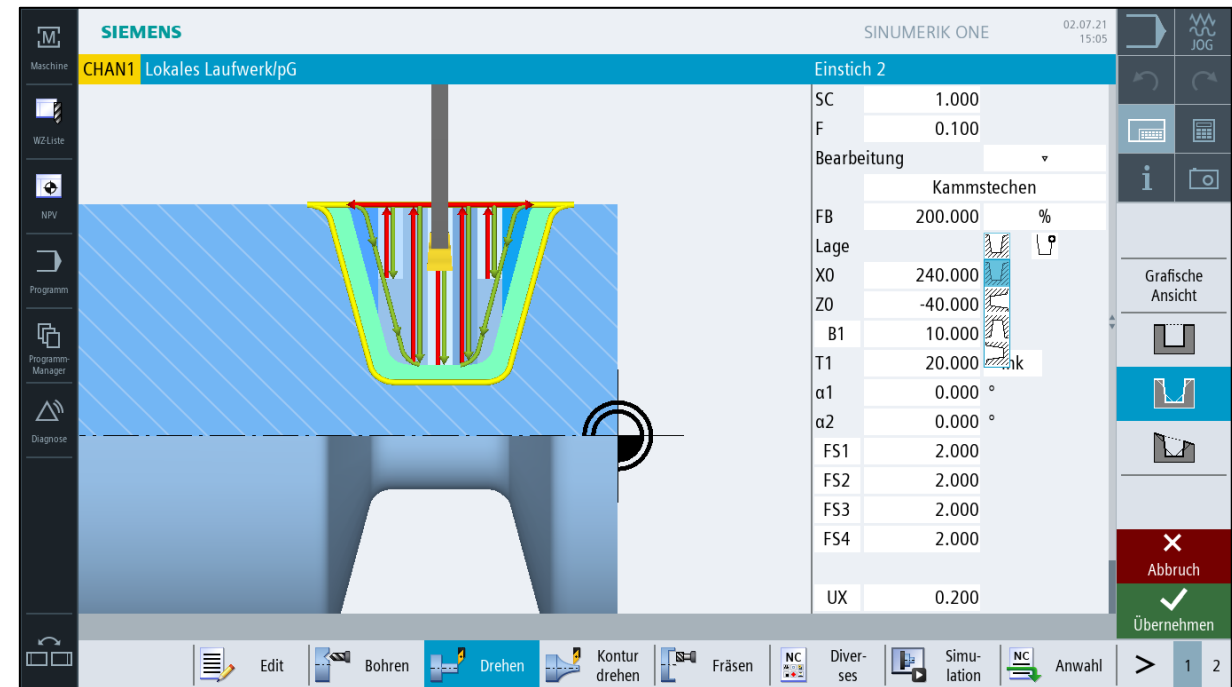 SIEMENS
SINUMERIK ONE
02.07.21
15:05
M
Maschine
WZ-Liste
NPV
Programm
Programm-
Manager
Diagnose
CHAN1 Lokales Laufwerk/pG
Einstich 2
SC 1.000
F 0.100
Bearbeitung ▿
Kammstechen
FB 200.000 %
Lage
X0 240.000
Z0 -40.000
B1 10.000
T1 20.000 ink
α1 0.000 °
α2 0.000 °
FS1 2.000
FS2 2.000
FS3 2.000
FS4 2.000
UX 0.200
JOG
i
Grafische
Ansicht
Abbruch
Übernehmen
Edit
Bohren
Drehen
Kontur
drehen
Fräsen
NC
Diver-
ses
Simu-
lation
NC
Anwahl
> 1 2